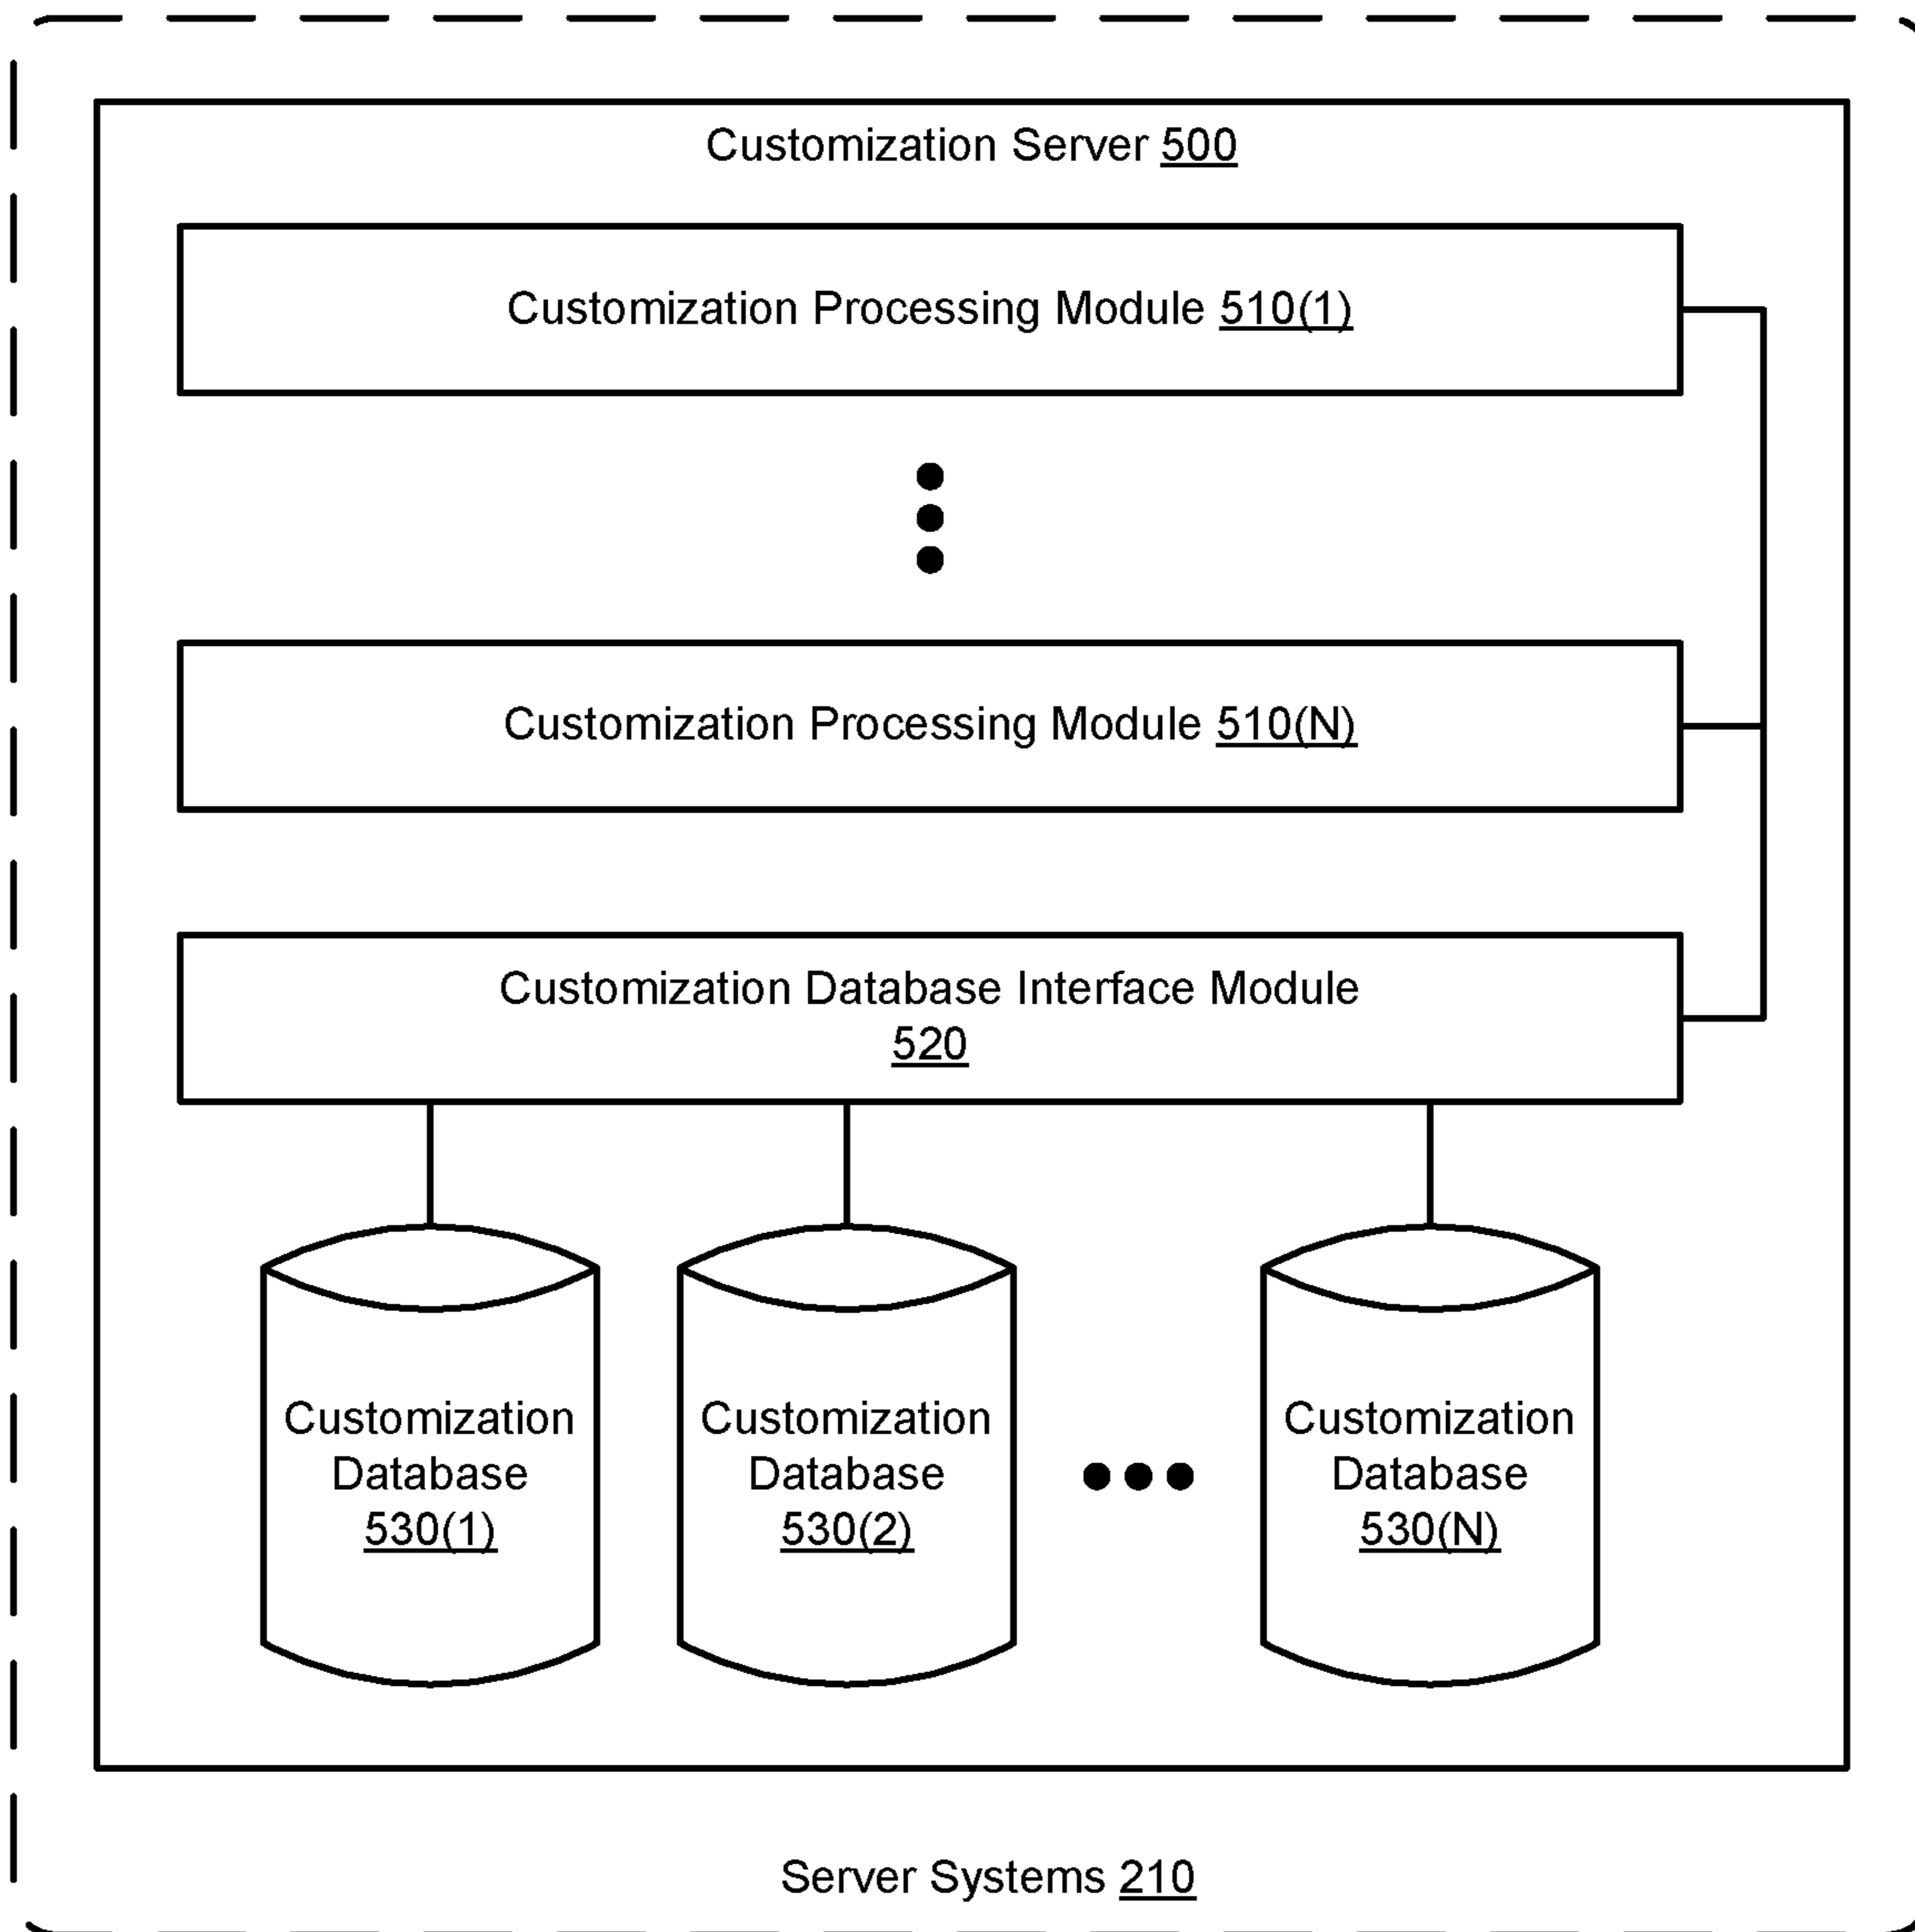 Customization Server 500
Customization Processing Module 510(1)
Customization Processing Module 510(N)
Customization Database Interface Module
520
Customization
Database
530(1)
Customization
Database
530(2)
Customization
Database
530(N)
Server Systems 210